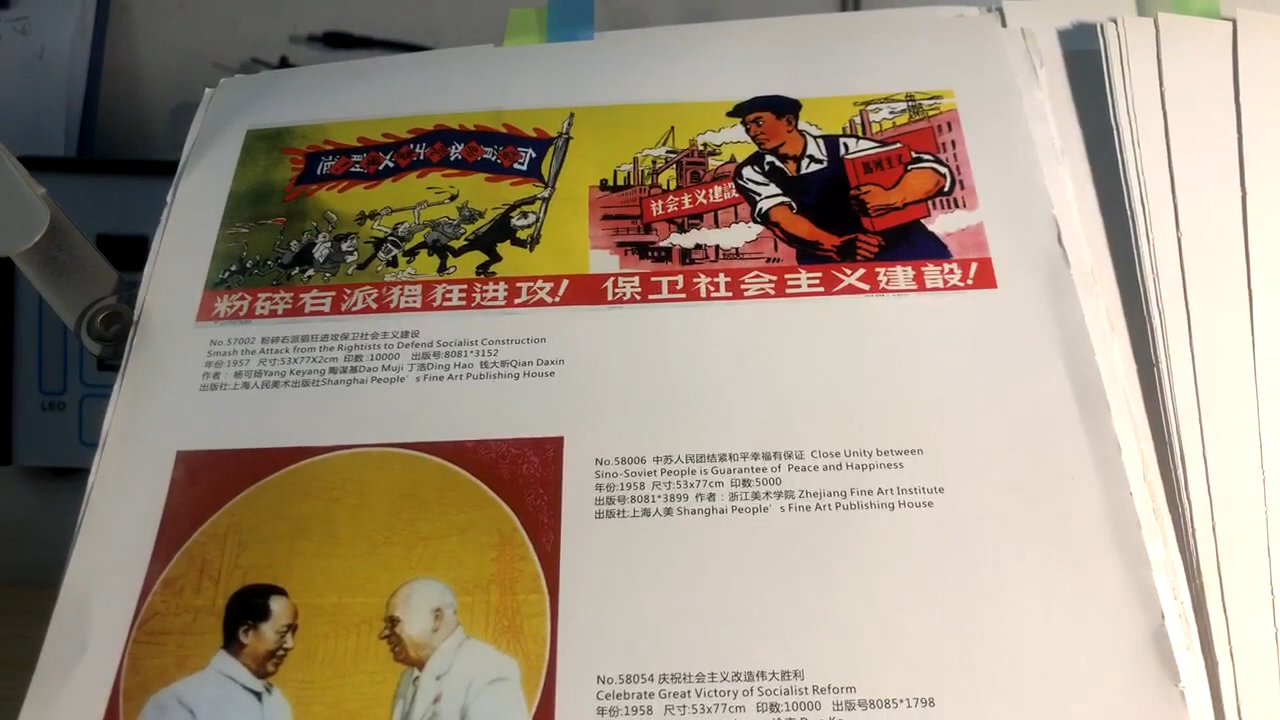 社会主义建設
粉碎右派猖狂进攻! 保卫社会主义建設!
No.57002 粉碎右派猖狂进攻保卫社会主义建设
Smash the Attack from the Rightists to Defend Socialist Construction
年份:1957 尺寸:53X77X2cm 印数:10000 出版号:8081*3152
作者: 杨可扬Yang Keyang 陶谋基Dao Muji 丁浩Ding Hao 钱大昕Qian Daxin
出版社:上海人民美术出版社Shanghai People's Fine Art Publishing House
No.58006 中苏人民团结紧和平幸福有保证 Close Unity between
Sino-Soviet People is Guarantee of Peace and Happiness
年份:1958 尺寸:53x77cm 印数:5000
出版号:8081*3899 作者:浙江美术学院 Zhejiang Fine Art Institute
出版社:上海人美 Shanghai People's Fine Art Publishing House
No.58054 庆祝社会主义改造伟大胜利
Celebrate Great Victory of Socialist Reform
年份:1958 尺寸:53x77cm 印数:10000 出版号8085*1798
LED